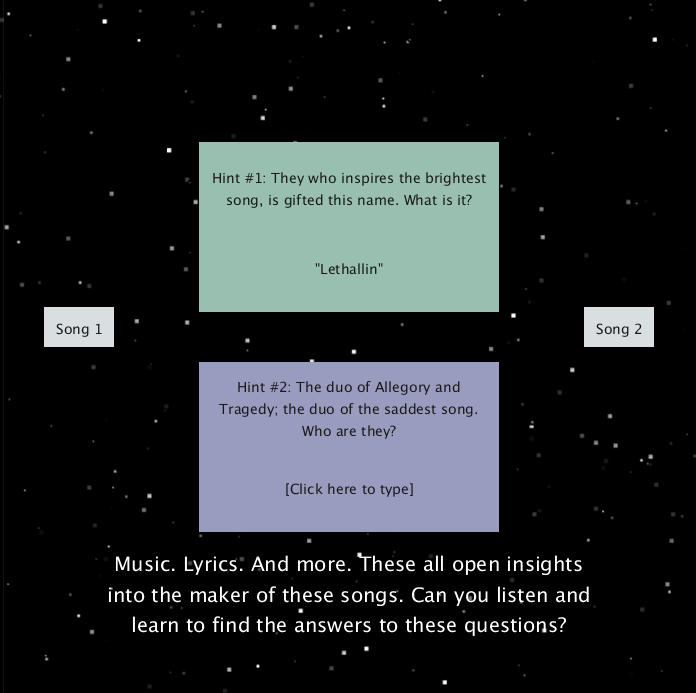 Hint #1: They who inspires the brightest
song, is gifted this name. What is it?
"Lethallin"
Song 1
Song 2
Hint #2: The duo of Allegory and
Tragedy; the duo of the saddest song.
Who are they?
[Click here to type]
Music. Lyrics. And more. These all open insights
into the maker of these songs. Can you listen and
learn to find the answers to these questions?